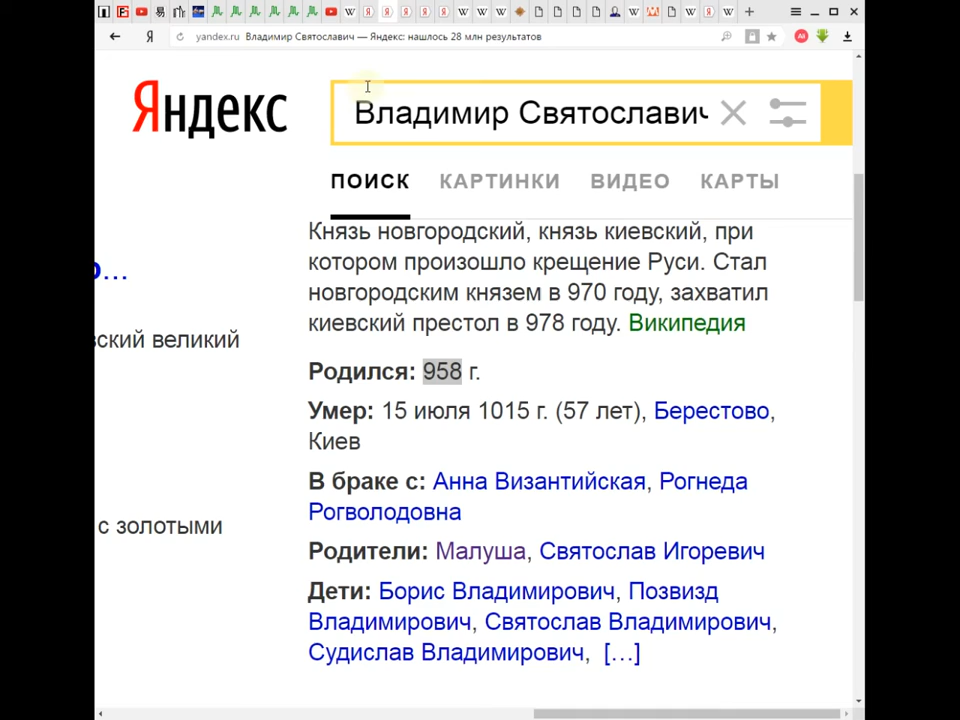 yandex.ru Владимир Святославич — Яндекс: нашлось 28 млн результатов
Яндекс
Владимир Святославич
ПОИСК КАРТИНКИ ВИДЕО КАРТЫ
Князь новгородский, князь киевский, при
котором произошло крещение Руси. Стал
новгородским князем в 970 году, захватил
киевский престол в 978 году. Википедия
ский великий
Родился: 958 г.
Умер: 15 июля 1015 г. (57 лет), Берестово,
Киев
В браке с: Анна Византийская, Рогнеда
Рогволодовна
с золотыми
Родители: Малуша, Святослав Игоревич
Дети: Борис Владимирович, Позвизд
Владимирович, Святослав Владимирович,
Судислав Владимирович, [...]